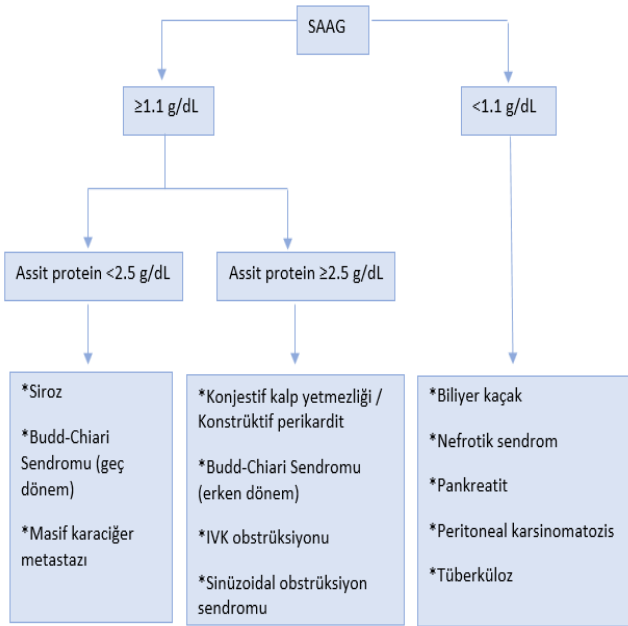 SAAG
≥1.1 g/dL
<1.1 g/dL
Assit protein <2.5 g/dL
Assit protein ≥2.5 g/dL
*Siroz
*Budd-Chiari
Sendromu (geç
dönem)
*Masif karaciğer
metastazı
*Konjestif kalp yetmezliği /
Konstrüktif perikardit
*Budd-Chiari Sendromu
(erken dönem)
*IVK obstrüksiyonu
*Sinüzoidal obstrüksiyon
sendromu
*Biliyer kaçak
*Nefrotik sendrom
*Pankreatit
*Peritoneal karsinomatozis
*Tüberküloz